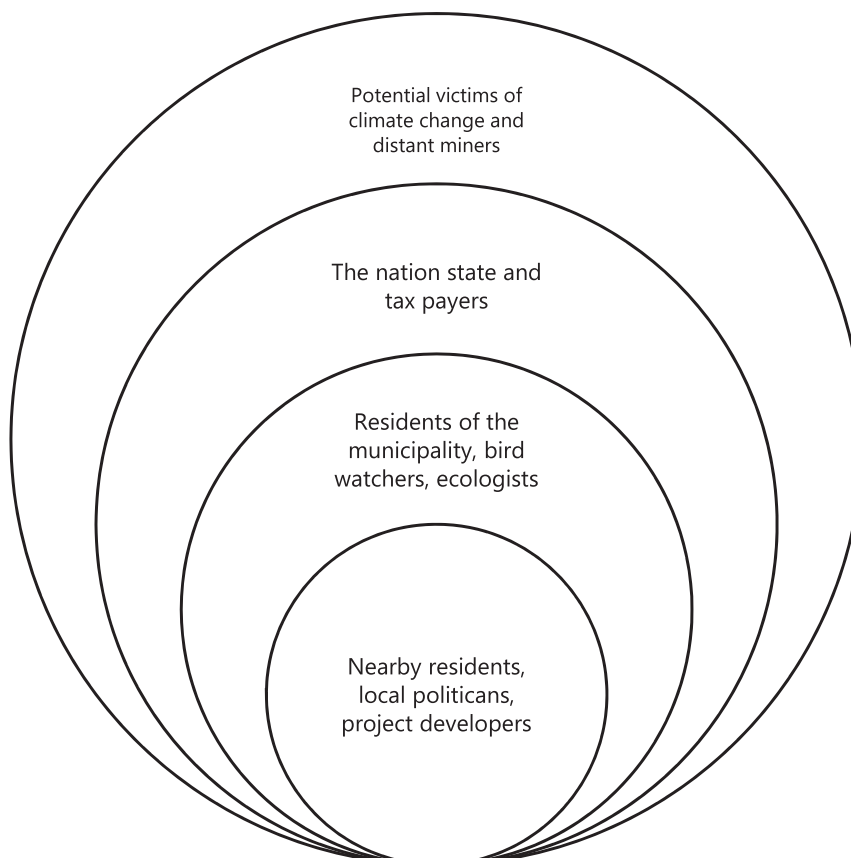 Potential victims of
climate change and
distant miners
The nation state and
tax payers
Residents of the
municipality, bird
watchers, ecologists
Nearby residents,
local politicans,
project developers